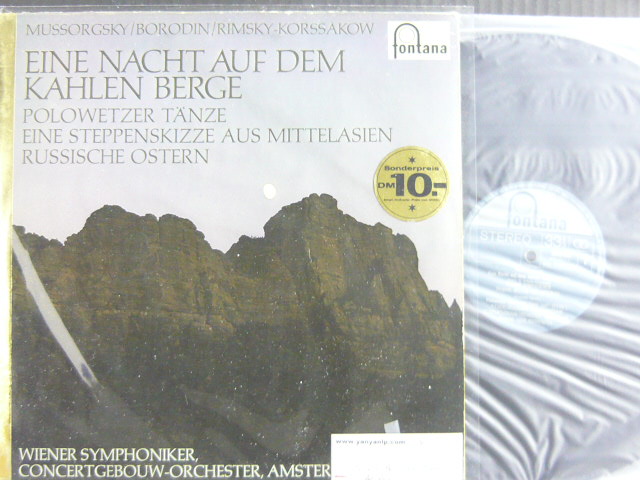 MUSSORGSKY/BORODIN/RIMSKY-KORSSAKOW
fontana
EINE NACHT AUF DEM
KAHLEN BERGE
POLOWETZER TÄNZE
EINE STEPPENSKIZZE AUS MITTELASIEN
RUSSISCHE OSTERN
Sonderpreis
DM 10.-
fontana
STEREO 33
WIENER SYMPHONIKER,
CONCERTGEBOUW-ORCHESTER, AMSTER
www.yanyanlp.com